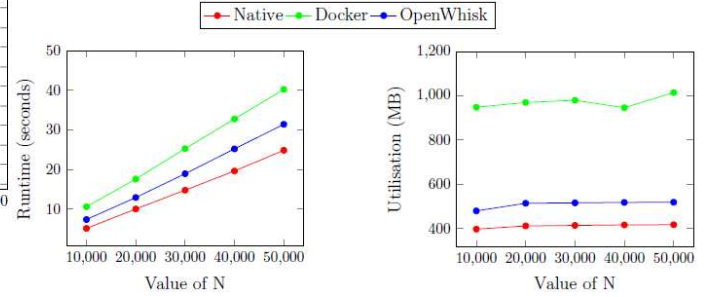 Native Docker OpenWhisk
50
40
30
20
10
Runtime (seconds)
10,000 20,000 30,000 40,000 50,000
Value of N
1,200
1,000
800
600
400
Utilisation (MB)
10,000 20,000 30,000 40,000 50,000
Value of N
0